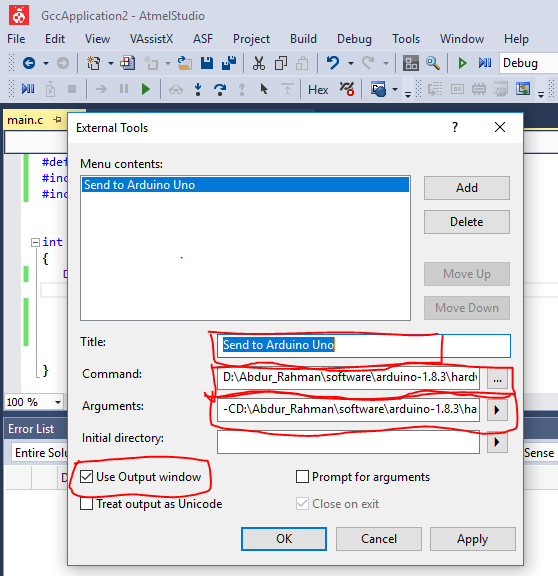 GccApplication2 - AtmelStudio
File Edit View VAssistX ASF Project Build Debug Tools Window Help
Debug
Hex
main.c
External Tools ?
#def
Menu contents:
#inc
Send to Arduino Uno
Add
#inc
Delete
int
{
D
Move Up
Move Down
Title:
Send to Arduino Uno
}
Command:
D:\Abdur_Rahman\software\arduino-1.8.3\hardv
...
100 %
Arguments:
-CD:\Abdur_Rahman\software\arduino-1.8.3\ha
Error List
Initial directory:
Entire Solu
Sense
Use Output window
Prompt for arguments
D
Treat output as Unicode
Close on exit
OK
Cancel
Apply